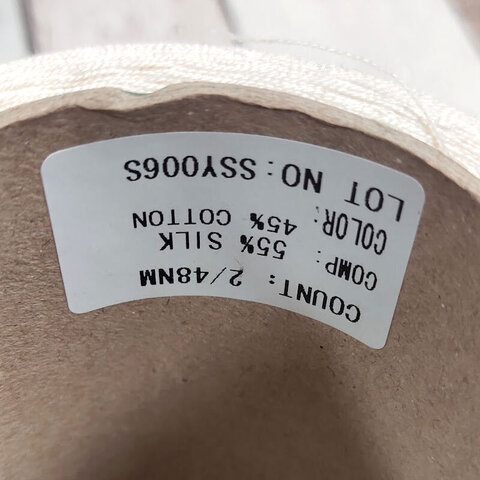 COUNT: 2/48NM
COMP: 55% SILK
45% COTTON
COLOR:
LOT NO: SSY006S